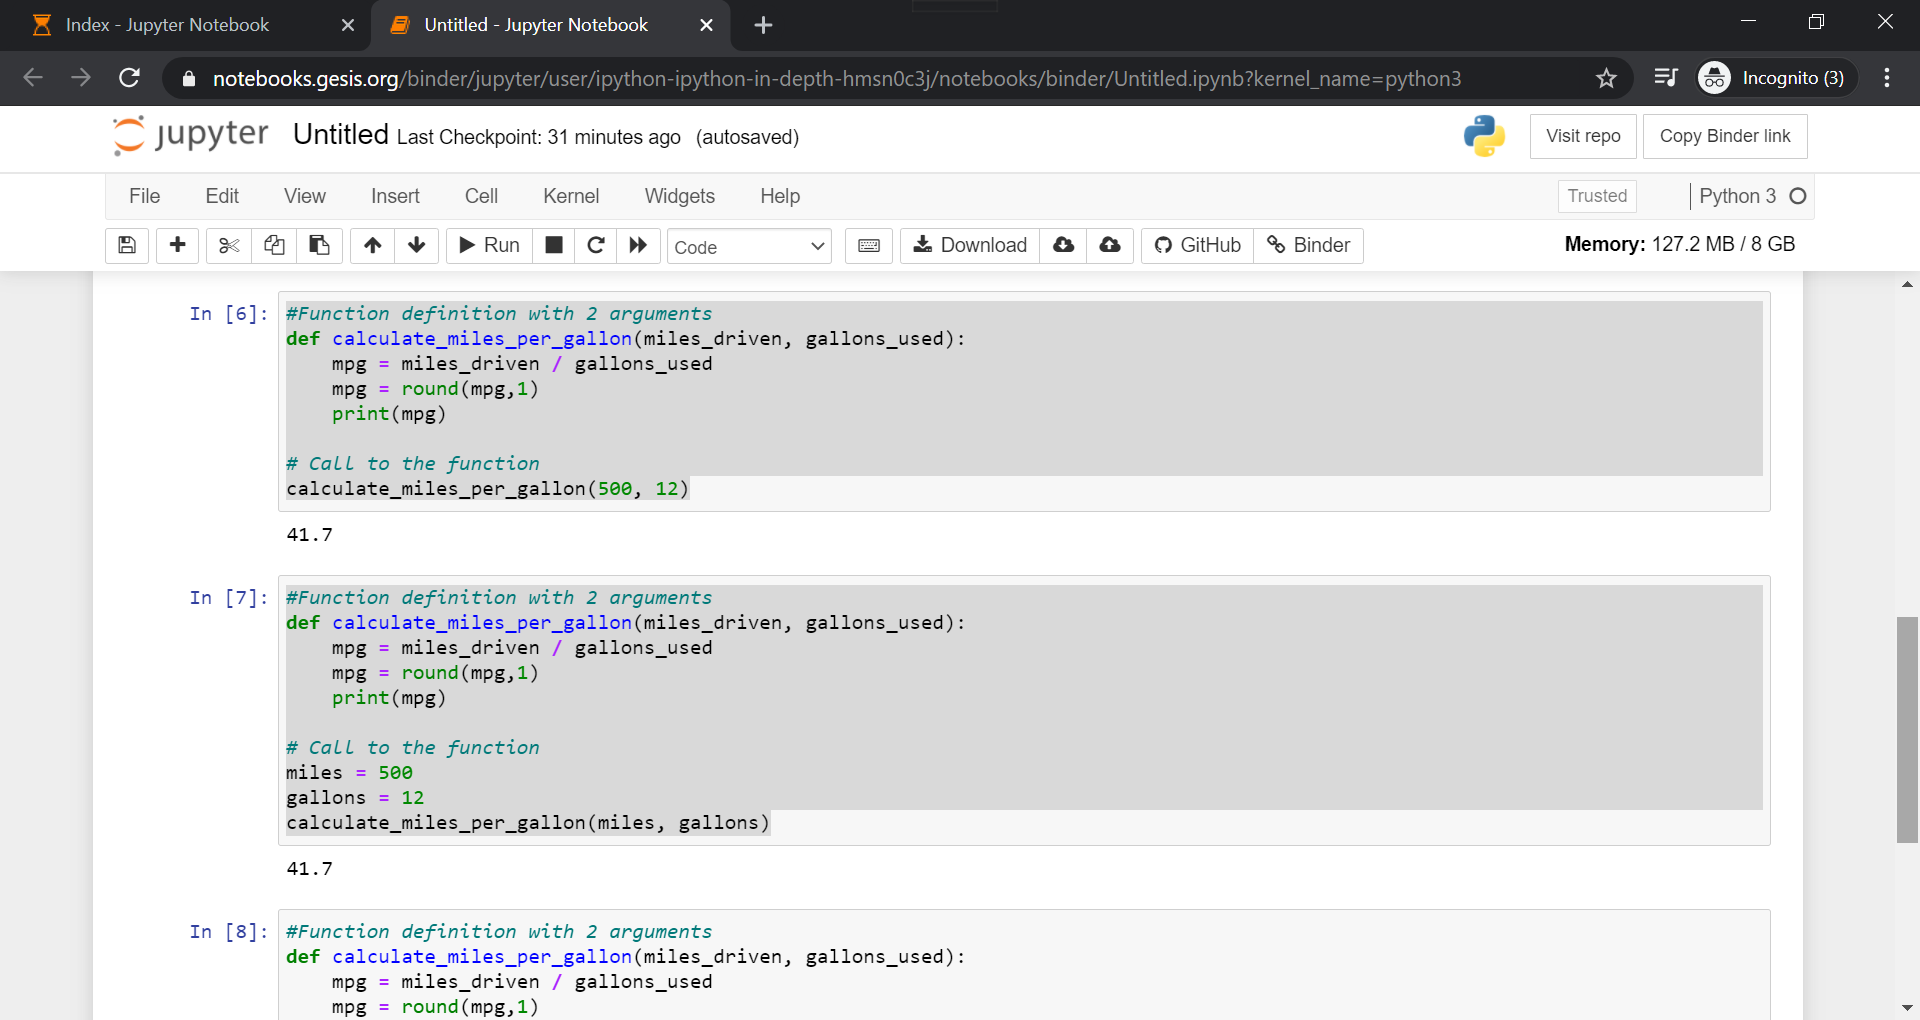 Index - Jupyter Notebook
Untitled - Jupyter Notebook
notebooks.gesis.org/binder/jupyter/user/ipython-ipython-in-depth-hmsn0c3j/notebooks/binder/Untitled.ipynb?kernel_name=python3
Incognito (3)
jupyter Untitled Last Checkpoint: 31 minutes ago (autosaved)
Visit repo
Copy Binder link
File Edit View Insert Cell Kernel Widgets Help
Trusted
Python 3
Run
Code
Download
GitHub
Binder
Memory: 127.2 MB / 8 GB
In [6]:
#Function definition with 2 arguments
def calculate_miles_per_gallon(miles_driven, gallons_used):
    mpg = miles_driven / gallons_used
    mpg = round(mpg,1)
    print(mpg)

# Call to the function
calculate_miles_per_gallon(500, 12)
41.7
In [7]:
#Function definition with 2 arguments
def calculate_miles_per_gallon(miles_driven, gallons_used):
    mpg = miles_driven / gallons_used
    mpg = round(mpg,1)
    print(mpg)

# Call to the function
miles = 500
gallons = 12
calculate_miles_per_gallon(miles, gallons)
41.7
In [8]:
#Function definition with 2 arguments
def calculate_miles_per_gallon(miles_driven, gallons_used):
    mpg = miles_driven / gallons_used
    mpg = round(mpg,1)